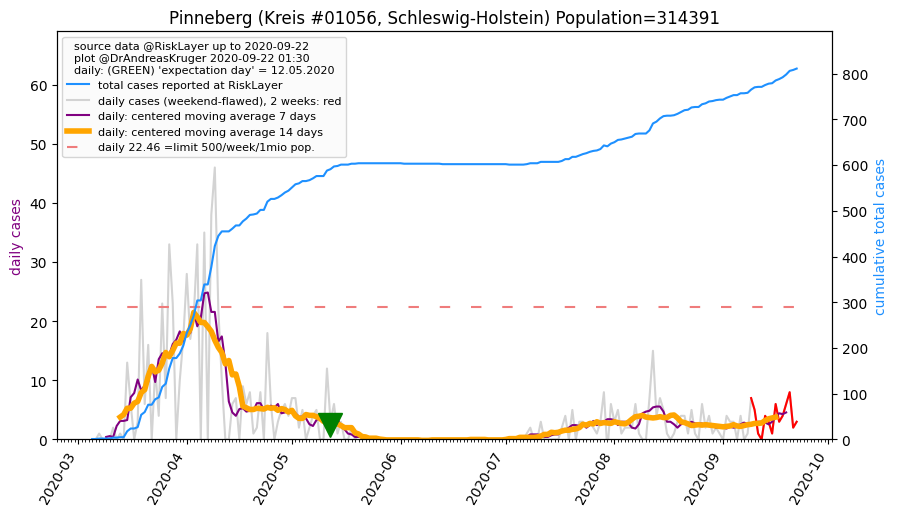 Pinneberg (Kreis #01056, Schleswig-Holstein) Population=314391
source data @RiskLayer up to 2020-09-22
plot @DrAndreasKruger 2020-09-22 01:30
daily: (GREEN) 'expectation day' = 12.05.2020
total cases reported at RiskLayer
daily cases (weekend-flawed), 2 weeks: red
daily: centered moving average 7 days
daily: centered moving average 14 days
daily 22.46 =limit 500/week/1mio pop.
daily cases
60
50
40
30
20
10
0
cumulative total cases
800
700
600
500
400
300
200
100
0
2020-03
2020-04
2020-05
2020-06
2020-07
2020-08
2020-09
2020-10